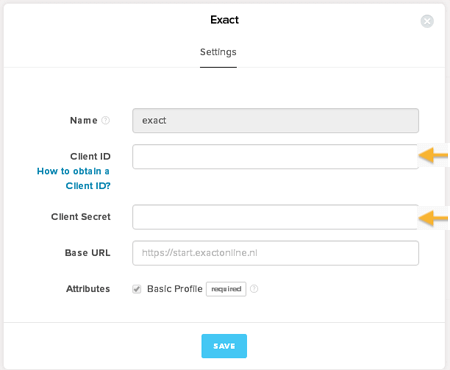 Exact
Settings
Name
exact
Client ID
How to obtain a
Client ID?
Client Secret
Base URL
https://start.exactonline.nl
Attributes
Basic Profile required
SAVE